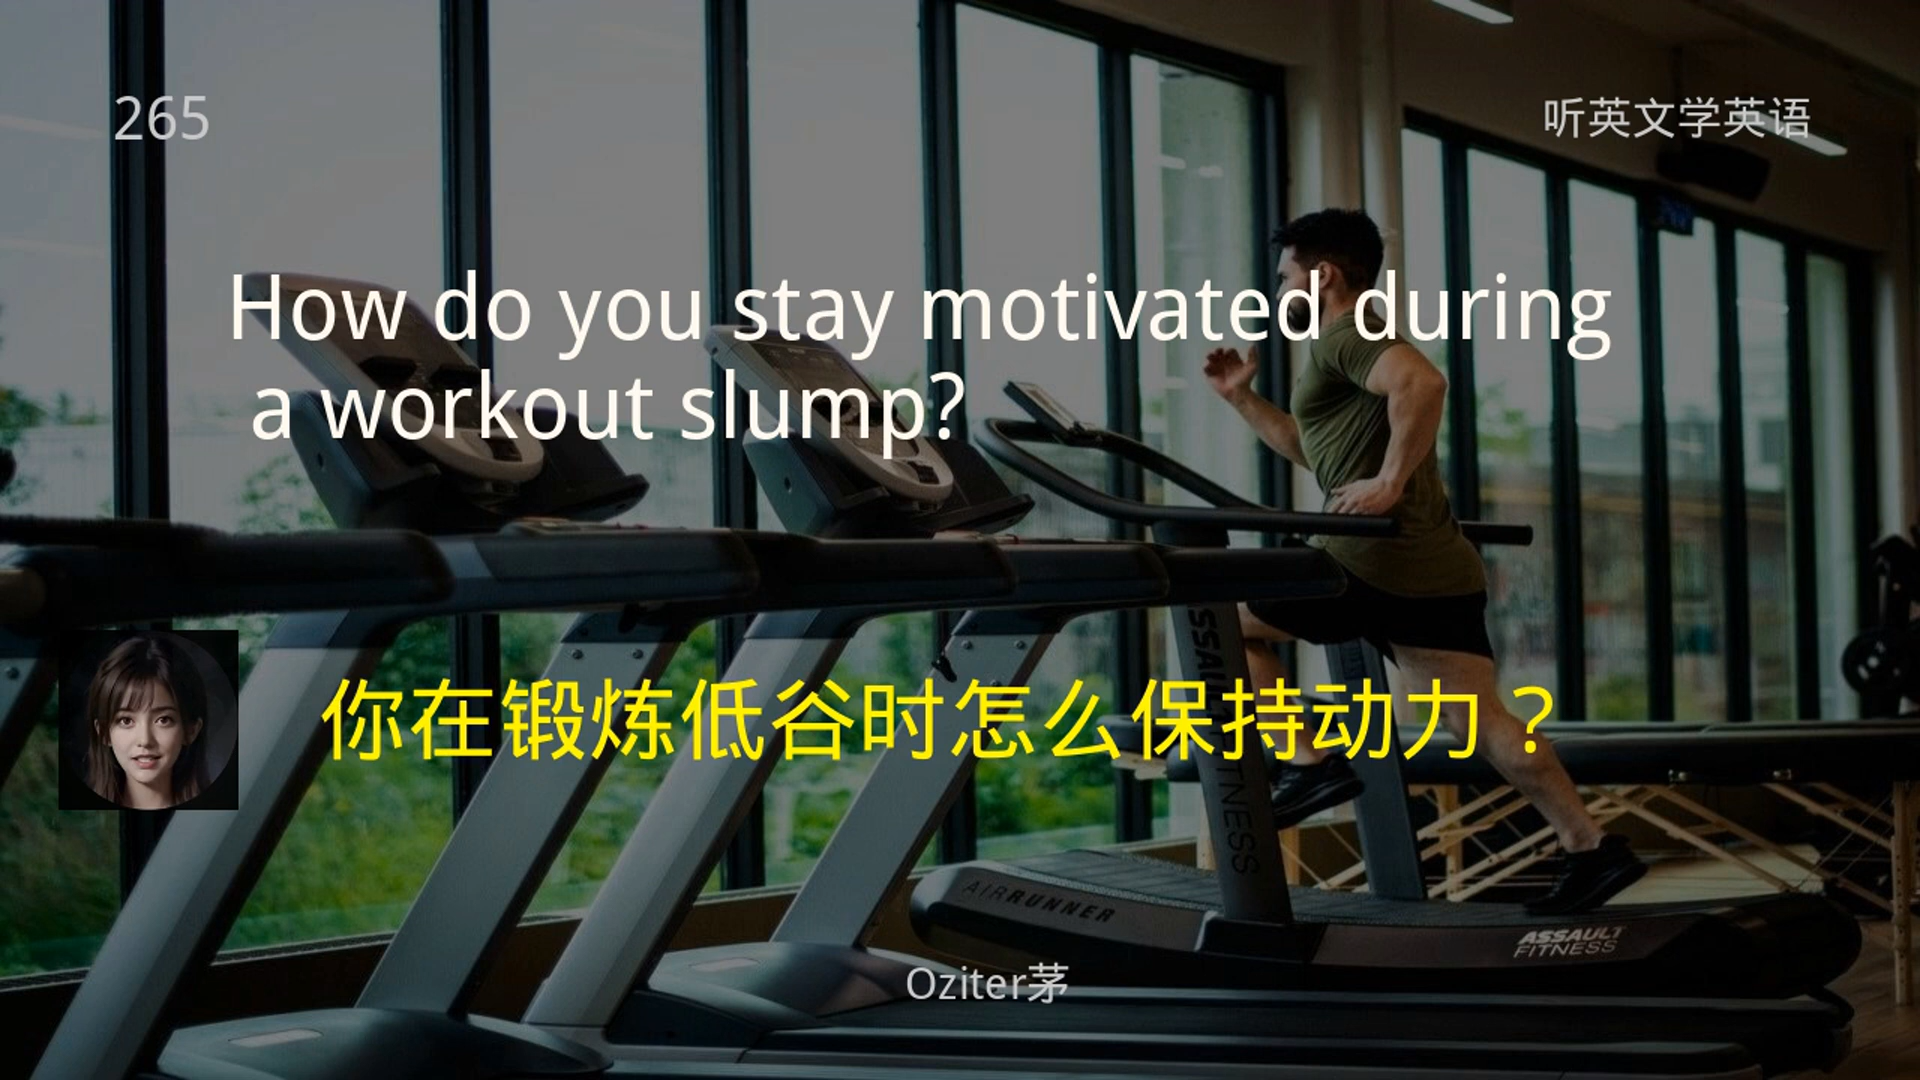 265
听英文学英语
How do you stay motivated during
a workout slump?
你在锻炼低谷时怎么保持动力？
AIRRUNNER
ASSAULT
FITNESS
Oziter茅